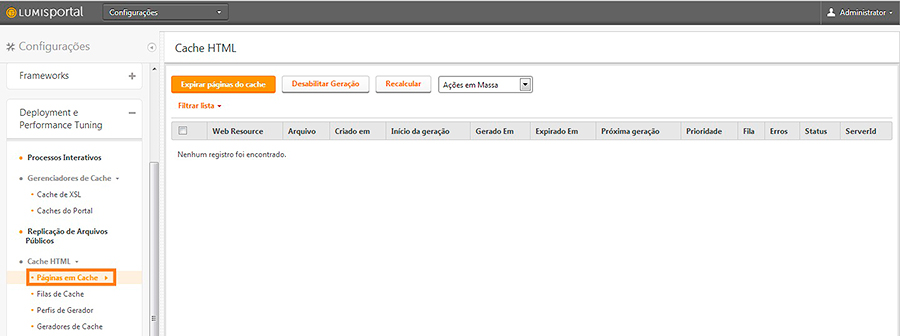 LUMISPORTAL
Configurações
Administrator
Configurações
Frameworks
Deployment e
Performance Tuning
Processos Interativos
Gerenciadores de Cache
Cache de XSL
Caches do Portal
Replicação de Arquivos
Públicos
Cache HTML
Páginas em Cache
Filas de Cache
Perfis de Gerador
Geradores de Cache
Cache HTML
Expirar páginas do cache Desabilitar Geração Recalcular Ações em Massa
Filtrar lista
Web Resource Arquivo Criado em Início da geração Gerado Em Expirado Em Próxima geração Prioridade Fila Erros Status ServerId
Nenhum registro foi encontrado.